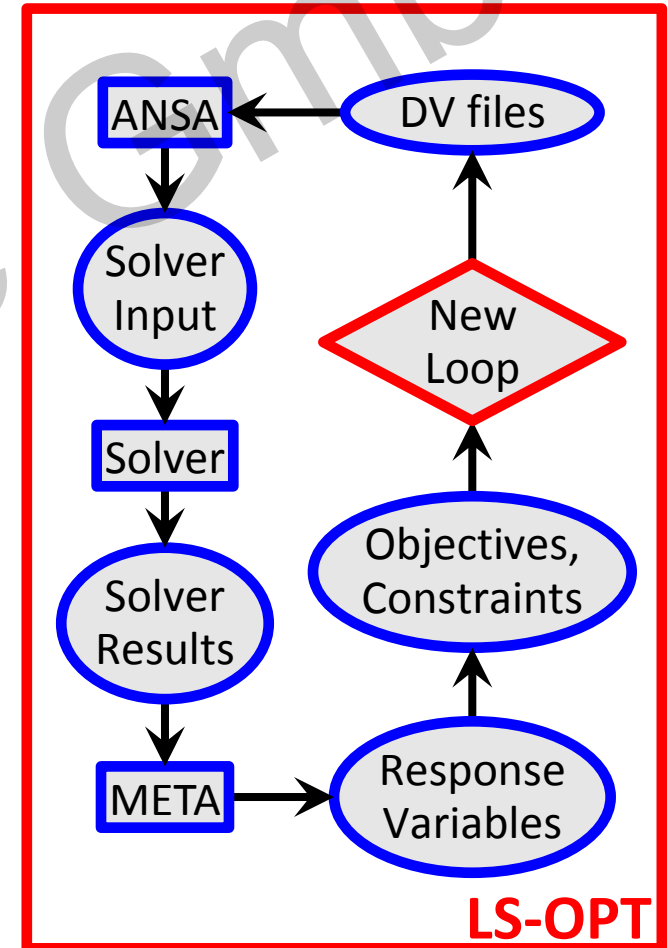 ANSA
DV files
Solver
Input
New
Loop
Solver
Objectives,
Constraints
Solver
Results
META
Response
Variables
LS-OPT